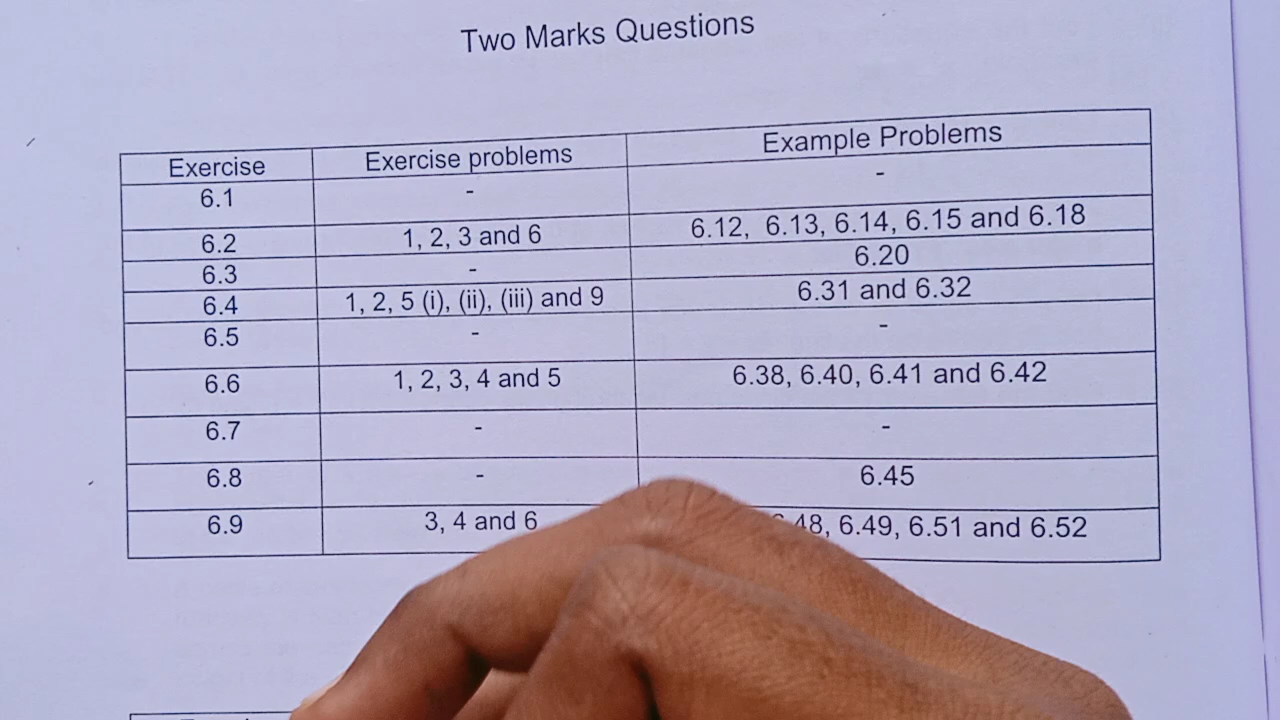 Two Marks Questions
Exercise Exercise problems Example Problems
6.1 - -
6.2 1, 2, 3 and 6 6.12, 6.13, 6.14, 6.15 and 6.18
6.3 - 6.20
6.4 1, 2, 5 (i), (ii), (iii) and 9 6.31 and 6.32
6.5 - -
6.6 1, 2, 3, 4 and 5 6.38, 6.40, 6.41 and 6.42
6.7 - -
6.8 - 6.45
6.9 3, 4 and 6 6.49, 6.51 and 6.52